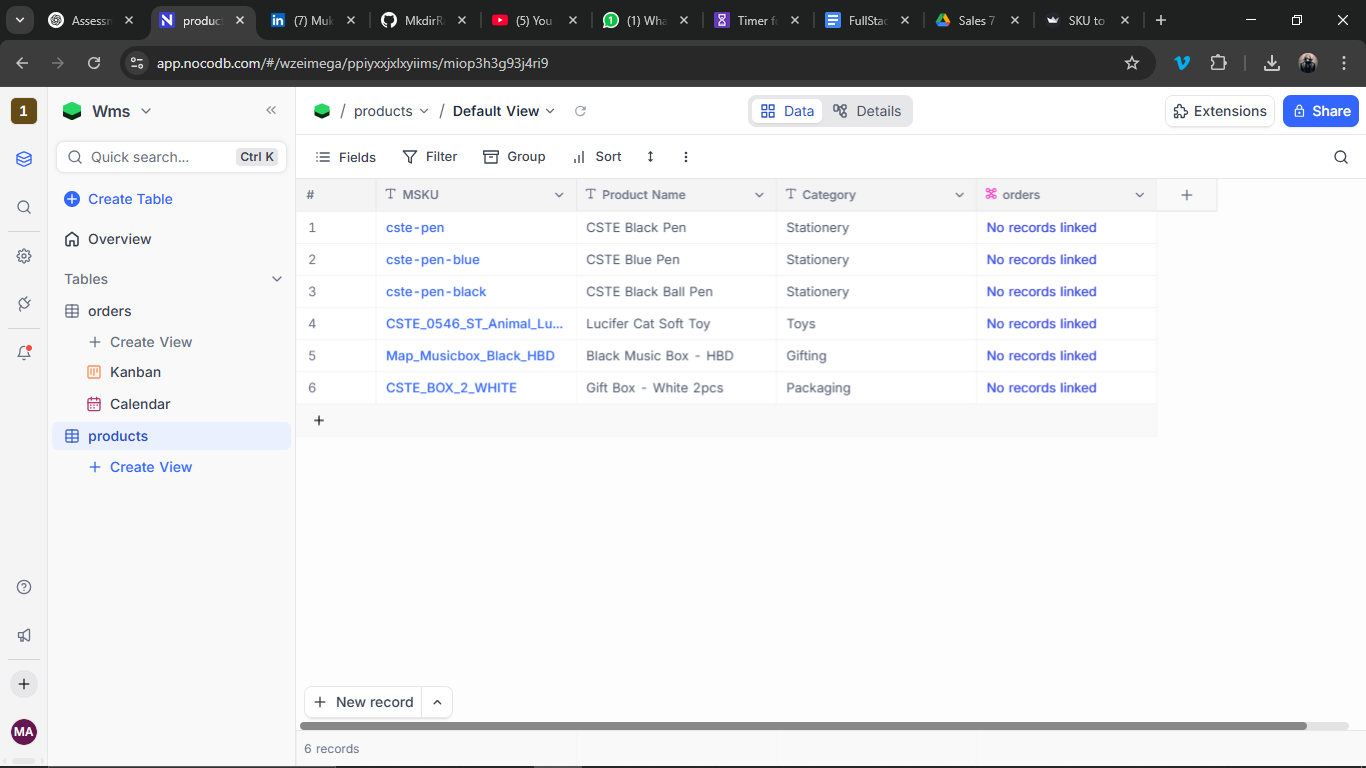 Assessn
product
(7) Muk
MkdirRa
(5) You
(1) Wha
Timer fo
FullStac
Sales 7
SKU to
app.nocodb.com/#/wzeimega/ppiyxxjxlxyiims/miop3h3g93j4ri9
1
Wms
/ products / Default View
Data
Details
Extensions
Share
Quick search...
Ctrl K
Fields
Filter
Group
Sort
Create Table
Overview
Tables
orders
Create View
Kanban
Calendar
products
Create View
# MSKU Product Name Category orders
1 cste-pen CSTE Black Pen Stationery No records linked
2 cste-pen-blue CSTE Blue Pen Stationery No records linked
3 cste-pen-black CSTE Black Ball Pen Stationery No records linked
4 CSTE_0546_ST_Animal_Lu... Lucifer Cat Soft Toy Toys No records linked
5 Map_Musicbox_Black_HBD Black Music Box - HBD Gifting No records linked
6 CSTE_BOX_2_WHITE Gift Box - White 2pcs Packaging No records linked
New record
6 records
MA